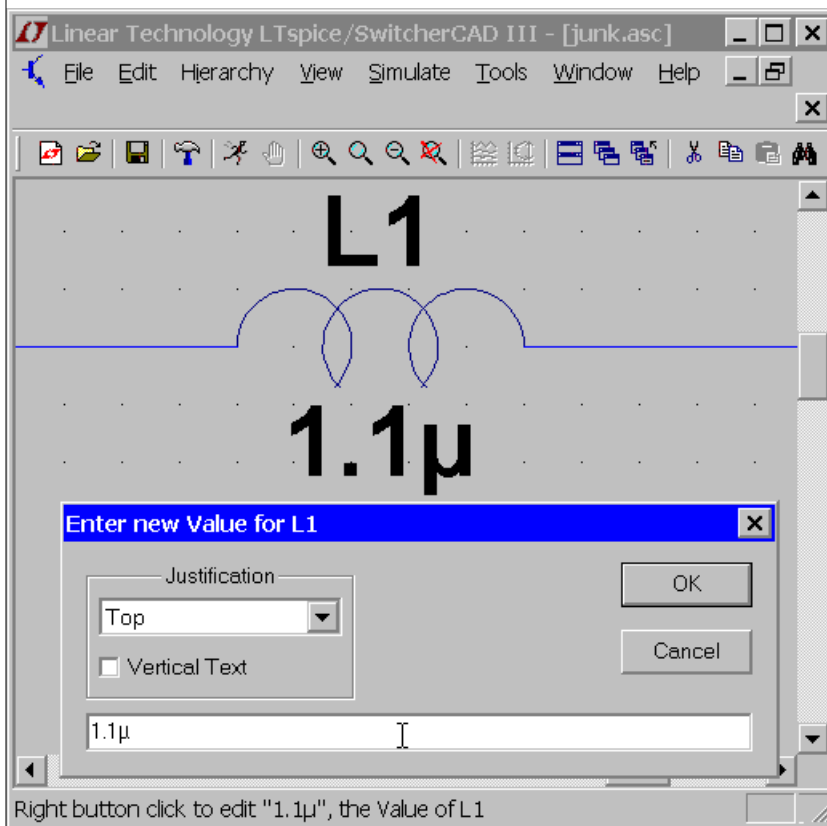 Linear Technology LTspice/SwitcherCAD III - [junk.asc]
File Edit Hierarchy View Simulate Tools Window Help
L1
1.1µ
Enter new Value for L1
Justification
Top
Vertical Text
OK
Cancel
1.1µ
Right button click to edit "1.1µ", the Value of L1